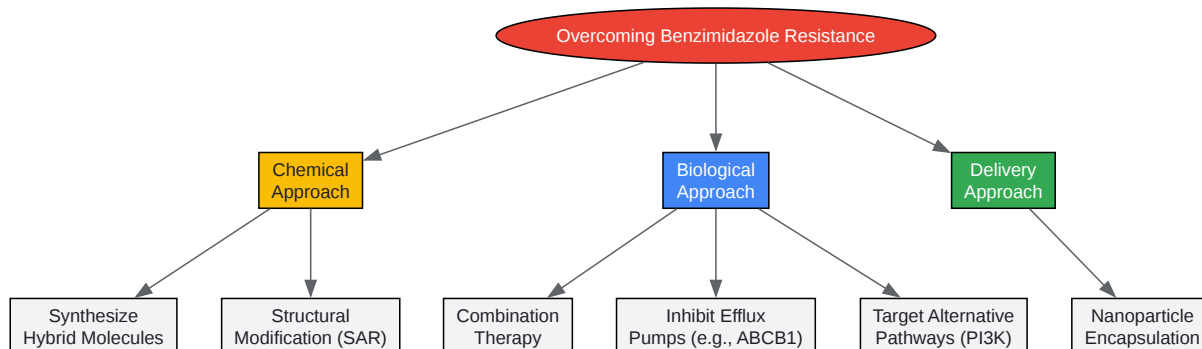 Overcoming Benzimidazole Resistance
Chemical
Approach
Biological
Approach
Delivery
Approach
Synthesize
Hybrid Molecules
Structural
Modification (SAR)
Combination
Therapy
Inhibit Efflux
Pumps (e.g., ABCB1)
Target Alternative
Pathways (PI3K)
Nanoparticle
Encapsulation